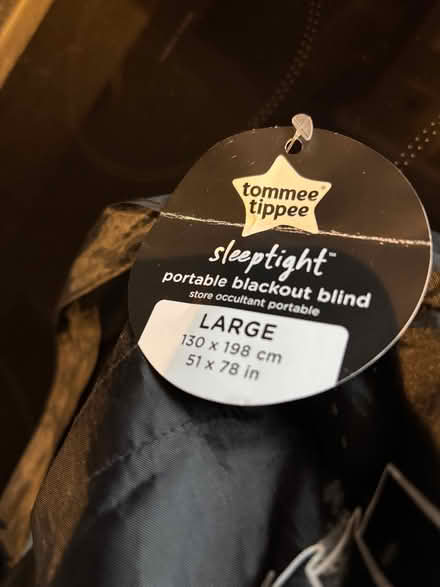 tommee
tippee®
sleeptight™
portable blackout blind
store occultant portable
LARGE
130 x 198 cm
51 x 78 in